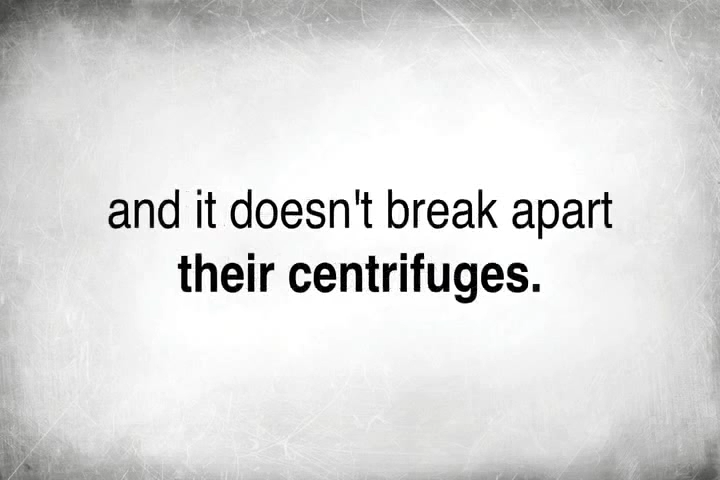 and it doesn't break apart
their centrifuges.